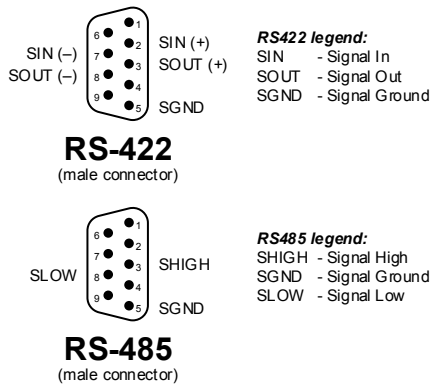 1
6
SIN (+)
2
SIN (–)
7
SOUT (+)
3
SOUT (–)
8
4
9
SGND
5
RS-422
(male connector)
RS422 legend:
SIN - Signal In
SOUT - Signal Out
SGND - Signal Ground
1
6
2
7
SHIGH
3
SLOW
8
4
9
SGND
5
RS-485
(male connector)
RS485 legend:
SHIGH - Signal High
SGND - Signal Ground
SLOW - Signal Low